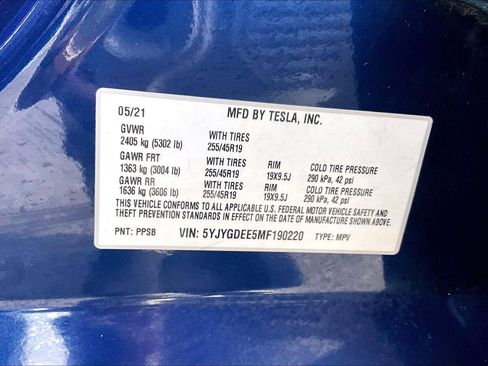 05/21 MFD BY TESLA, INC.
GVWR WITH TIRES
2405 kg (5302 lb) 255/45R19
GAWR FRT WITH TIRES RIM COLD TIRE PRESSURE
1363 kg (3004 lb) 255/45R19 19X9.5J 290 kPa, 42 psi
GAWR RR WITH TIRES RIM COLD TIRE PRESSURE
1636 kg (3606 lb) 255/45R19 19X9.5J 290 kPa, 42 psi
THIS VEHICLE CONFORMS TO ALL APPLICABLE U.S. FEDERAL MOTOR VEHICLE SAFETY AND
THEFT PREVENTION STANDARDS IN EFFECT ON THE DATE OF MANUFACTURE SHOWN ABOVE.
PNT: PPSB VIN: 5YJYGDEE5MF190220 TYPE: MPV